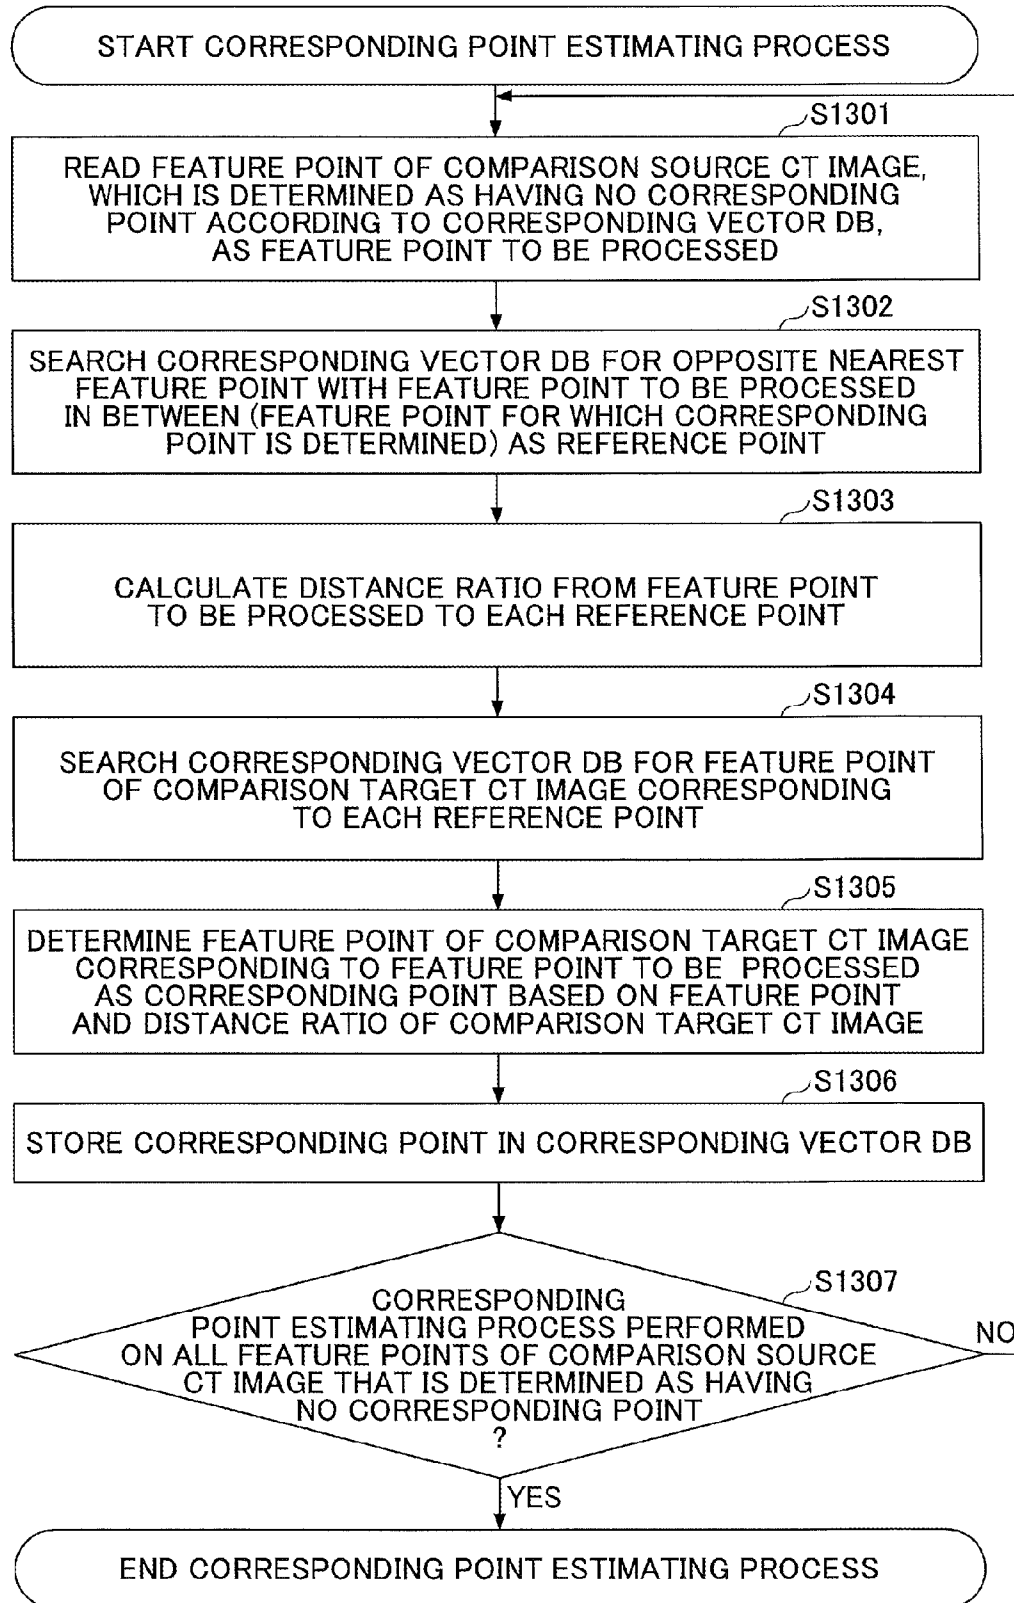 START CORRESPONDING POINT ESTIMATING PROCESS
S1301
READ FEATURE POINT OF COMPARISON SOURCE CT IMAGE,
WHICH IS DETERMINED AS HAVING NO CORRESPONDING
POINT ACCORDING TO CORRESPONDING VECTOR DB,
AS FEATURE POINT TO BE PROCESSED
S1302
SEARCH CORRESPONDING VECTOR DB FOR OPPOSITE NEAREST
FEATURE POINT WITH FEATURE POINT TO BE PROCESSED
IN BETWEEN (FEATURE POINT FOR WHICH CORRESPONDING
POINT IS DETERMINED) AS REFERENCE POINT
S1303
CALCULATE DISTANCE RATIO FROM FEATURE POINT
TO BE PROCESSED TO EACH REFERENCE POINT
S1304
SEARCH CORRESPONDING VECTOR DB FOR FEATURE POINT
OF COMPARISON TARGET CT IMAGE CORRESPONDING
TO EACH REFERENCE POINT
S1305
DETERMINE FEATURE POINT OF COMPARISON TARGET CT IMAGE
CORRESPONDING TO FEATURE POINT TO BE PROCESSED
AS CORRESPONDING POINT BASED ON FEATURE POINT
AND DISTANCE RATIO OF COMPARISON TARGET CT IMAGE
S1306
STORE CORRESPONDING POINT IN CORRESPONDING VECTOR DB
S1307
CORRESPONDING
POINT ESTIMATING PROCESS PERFORMED
ON ALL FEATURE POINTS OF COMPARISON SOURCE
CT IMAGE THAT IS DETERMINED AS HAVING
NO CORRESPONDING POINT
?
NO
YES
END CORRESPONDING POINT ESTIMATING PROCESS